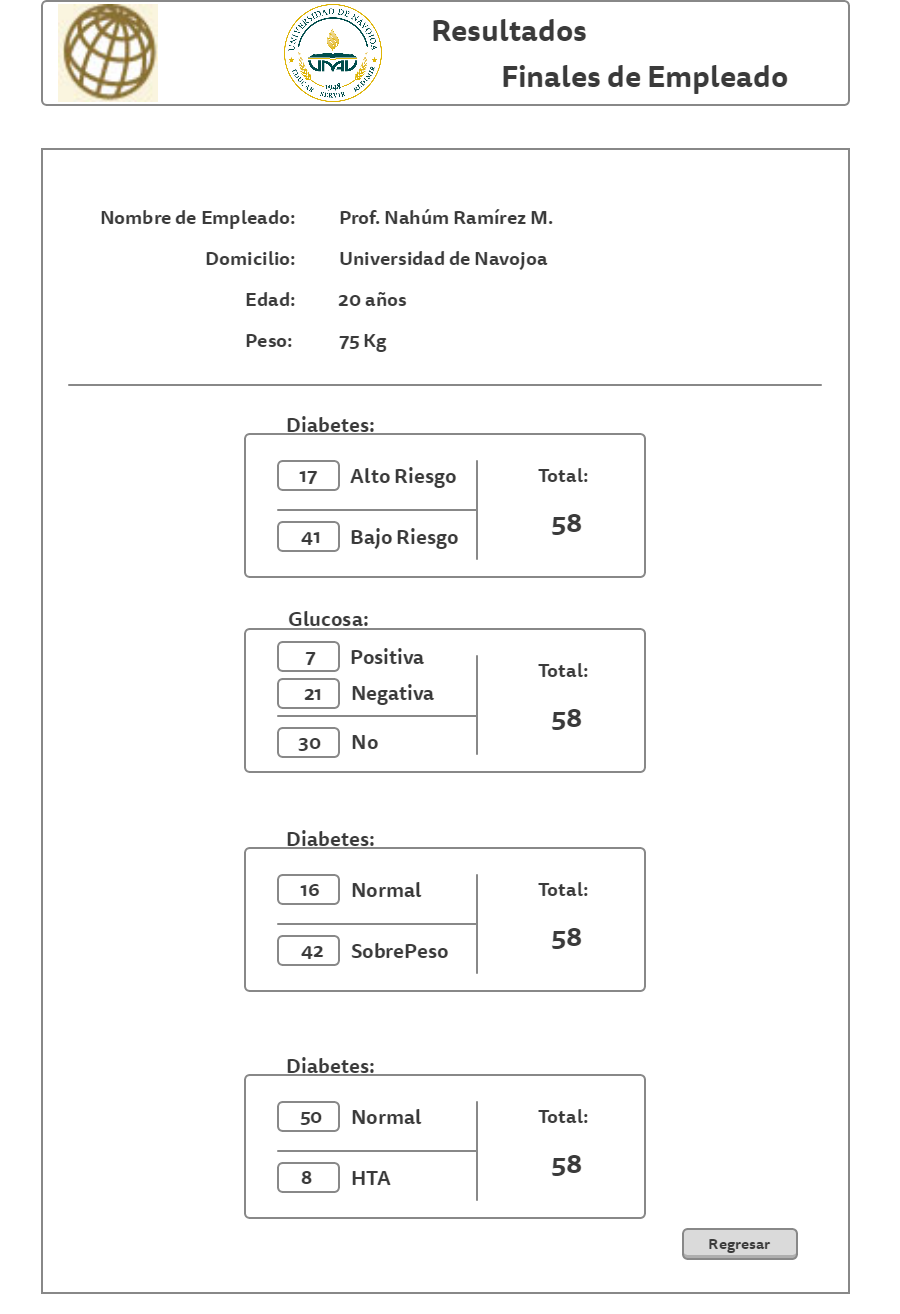 UNIVERSIDAD DE NAVOJOA
UNAV
1948
EDUCAR SERVIR REDIMIR
Resultados
Finales de Empleado
Nombre de Empleado: Prof. Nahúm Ramírez M.
Domicilio: Universidad de Navojoa
Edad: 20 años
Peso: 75 Kg
Diabetes:
17 Alto Riesgo Total:
58
41 Bajo Riesgo
Glucosa:
7 Positiva Total:
21 Negativa
58
30 No
Diabetes:
16 Normal Total:
58
42 SobrePeso
Diabetes:
50 Normal Total:
58
8 HTA
Regresar